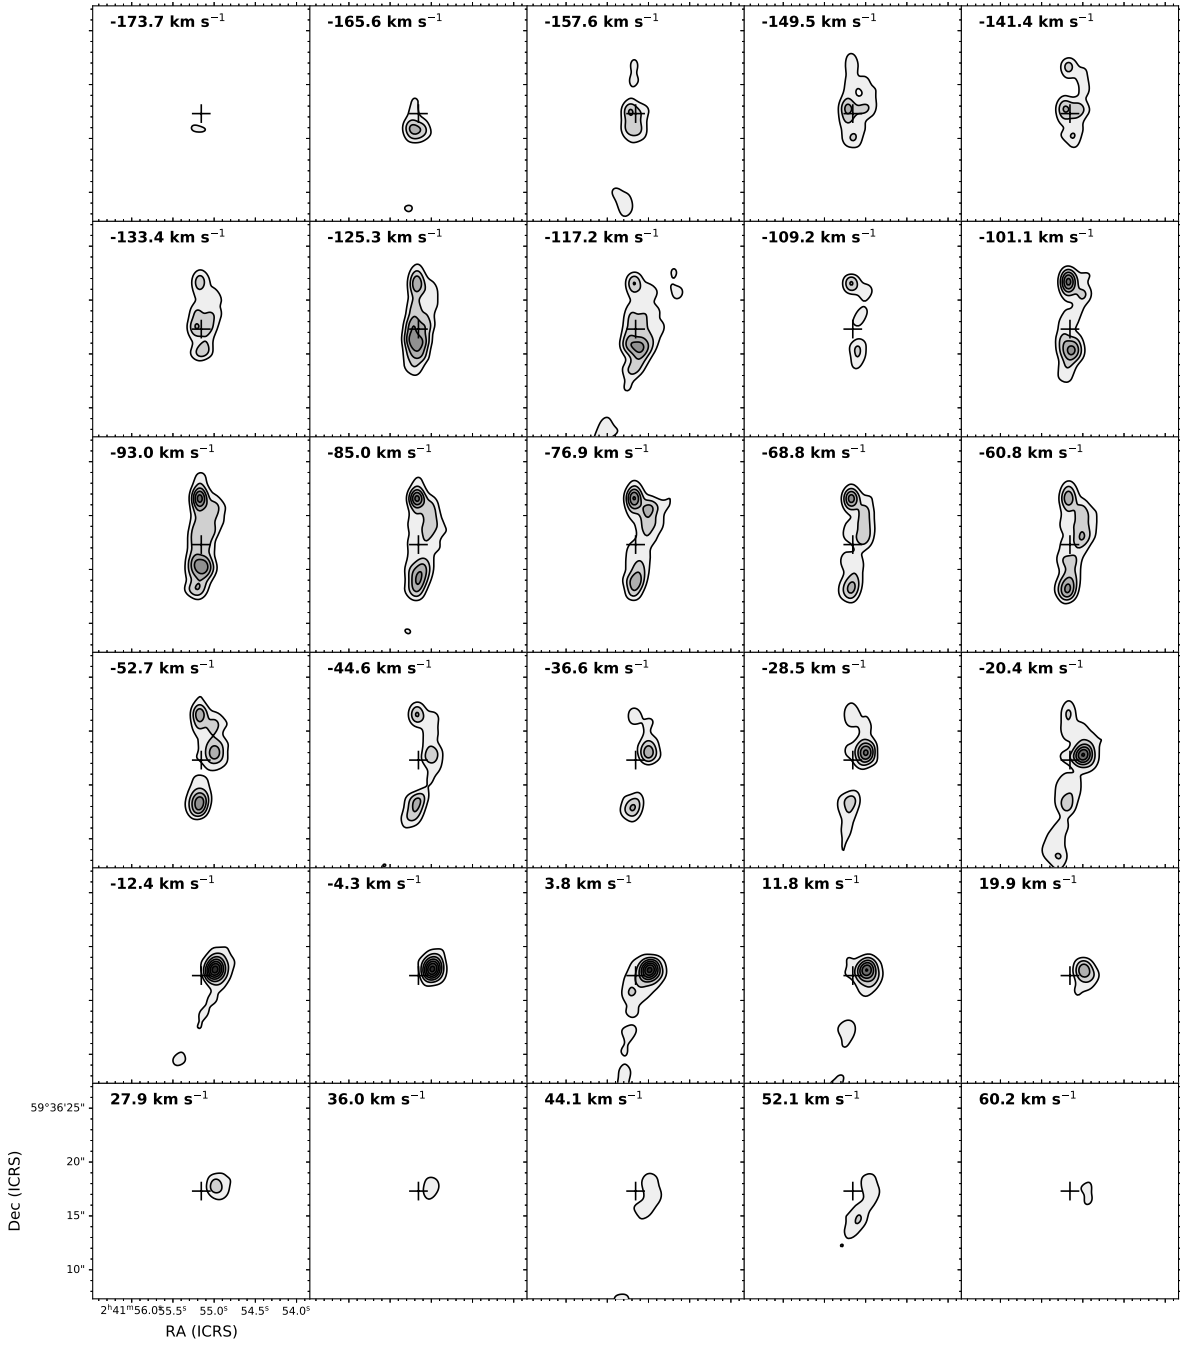 -173.7 km s⁻¹ -165.6 km s⁻¹ -157.6 km s⁻¹ -149.5 km s⁻¹ -141.4 km s⁻¹
-133.4 km s⁻¹ -125.3 km s⁻¹ -117.2 km s⁻¹ -109.2 km s⁻¹ -101.1 km s⁻¹
-93.0 km s⁻¹ -85.0 km s⁻¹ -76.9 km s⁻¹ -68.8 km s⁻¹ -60.8 km s⁻¹
-52.7 km s⁻¹ -44.6 km s⁻¹ -36.6 km s⁻¹ -28.5 km s⁻¹ -20.4 km s⁻¹
-12.4 km s⁻¹ -4.3 km s⁻¹ 3.8 km s⁻¹ 11.8 km s⁻¹ 19.9 km s⁻¹
27.9 km s⁻¹ 36.0 km s⁻¹ 44.1 km s⁻¹ 52.1 km s⁻¹ 60.2 km s⁻¹
59°36'25"
20"
15"
10"
Dec (ICRS)
2ʰ41ᵐ56.0ˢ 55.5ˢ 55.0ˢ 54.5ˢ 54.0ˢ
RA (ICRS)